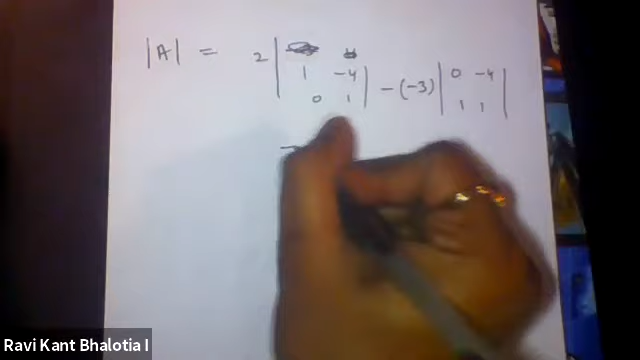 |A| = 2 | 1 -4 | - (-3) | 0 -4 |
| 0 1 | | 1 1 |
Ravi Kant Bhalotia I